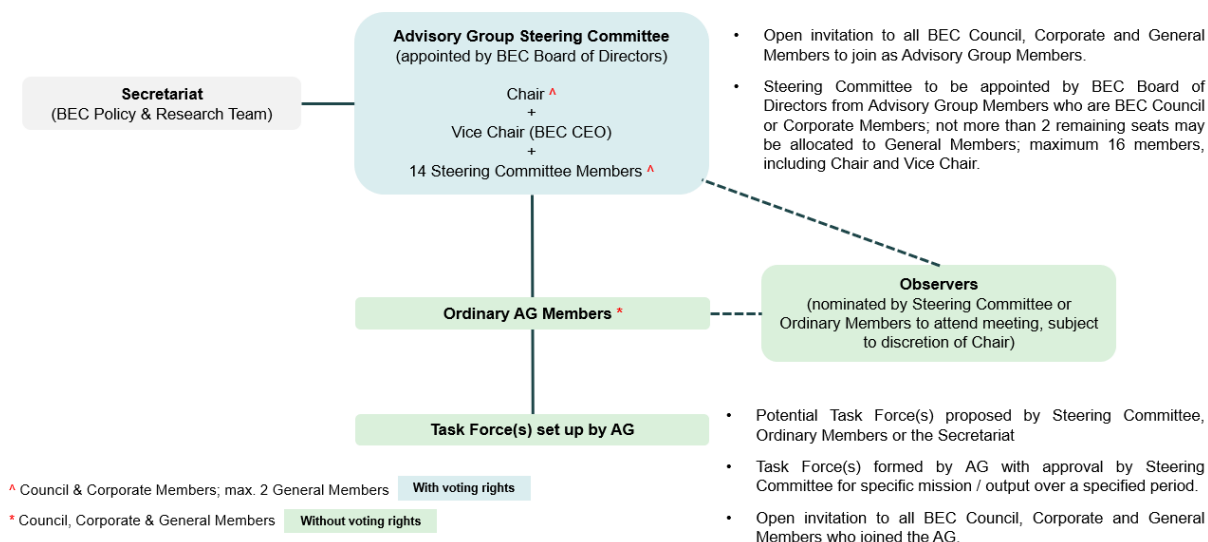 Advisory Group Steering Committee
(appointed by BEC Board of Directors)
Chair ^
+
Vice Chair (BEC CEO)
+
14 Steering Committee Members ^
Secretariat
(BEC Policy & Research Team)
• Open invitation to all BEC Council, Corporate and General
Members to join as Advisory Group Members.
• Steering Committee to be appointed by BEC Board of
Directors from Advisory Group Members who are BEC Council
or Corporate Members; not more than 2 remaining seats may
be allocated to General Members; maximum 16 members,
including Chair and Vice Chair.
Observers
(nominated by Steering Committee or
Ordinary Members to attend meeting, subject
to discretion of Chair)
Ordinary AG Members *
Task Force(s) set up by AG
• Potential Task Force(s) proposed by Steering Committee,
Ordinary Members or the Secretariat
• Task Force(s) formed by AG with approval by Steering
Committee for specific mission / output over a specified period.
• Open invitation to all BEC Council, Corporate and General
Members who joined the AG.
^ Council & Corporate Members; max. 2 General Members With voting rights
* Council, Corporate & General Members Without voting rights